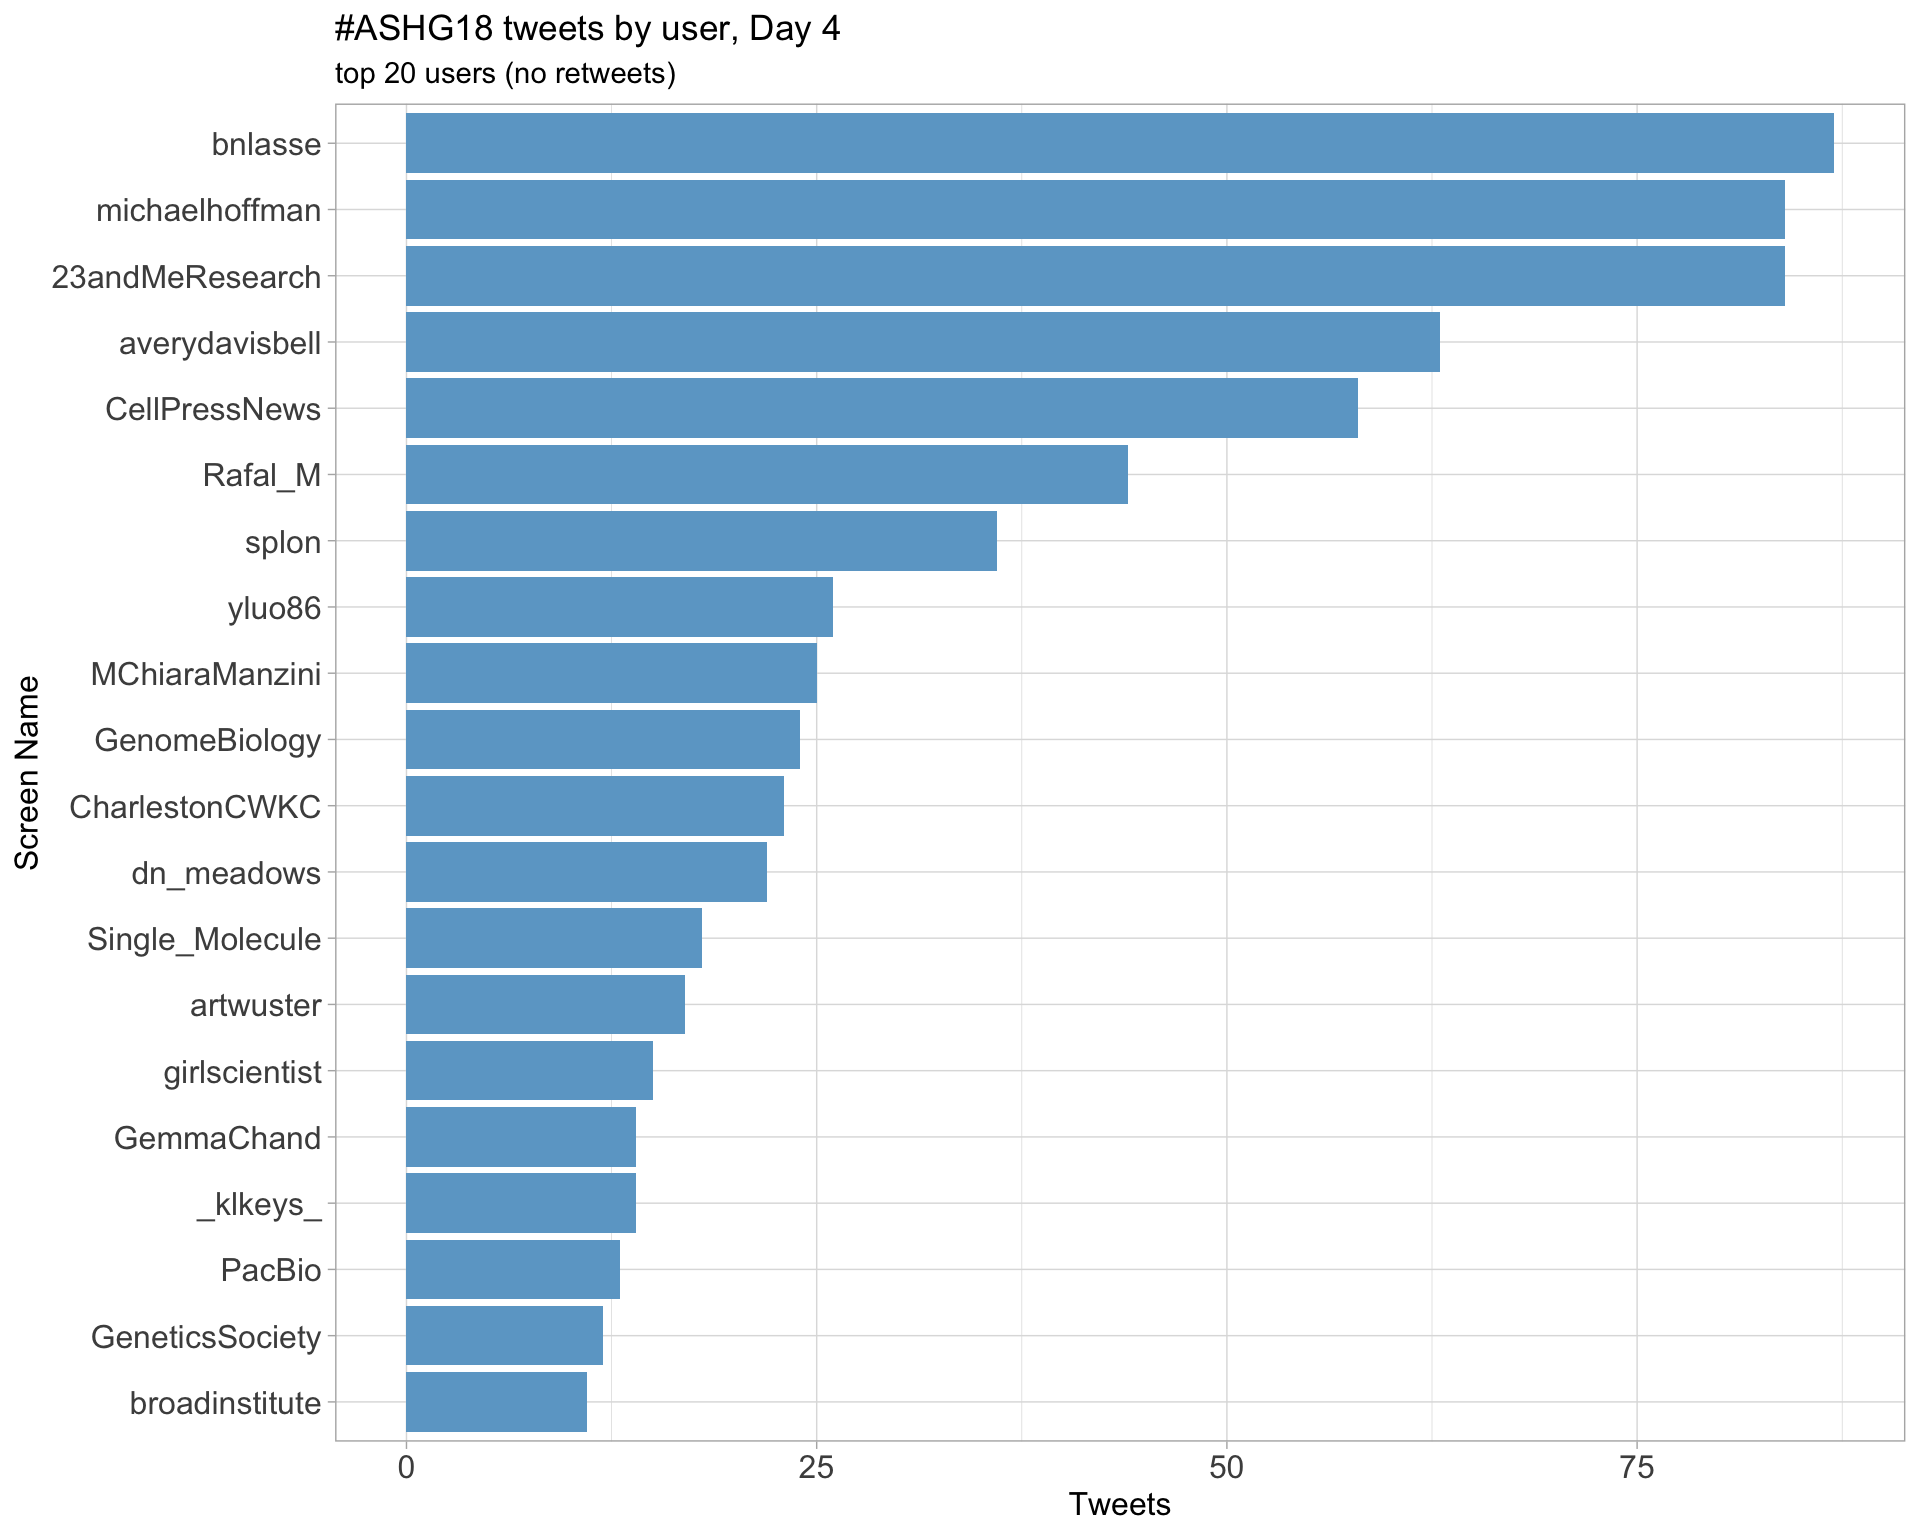 #ASHG18 tweets by user, Day 4
top 20 users (no retweets)
bnlasse
michaelhoffman
23andMeResearch
averydavisbell
CellPressNews
Rafal_M
splon
yluo86
MChiaraManzini
GenomeBiology
CharlestonCWKC
dn_meadows
Single_Molecule
artwuster
girlscientist
GemmaChand
_klkeys_
PacBio
GeneticsSociety
broadinstitute
Screen Name
0 25 50 75
Tweets